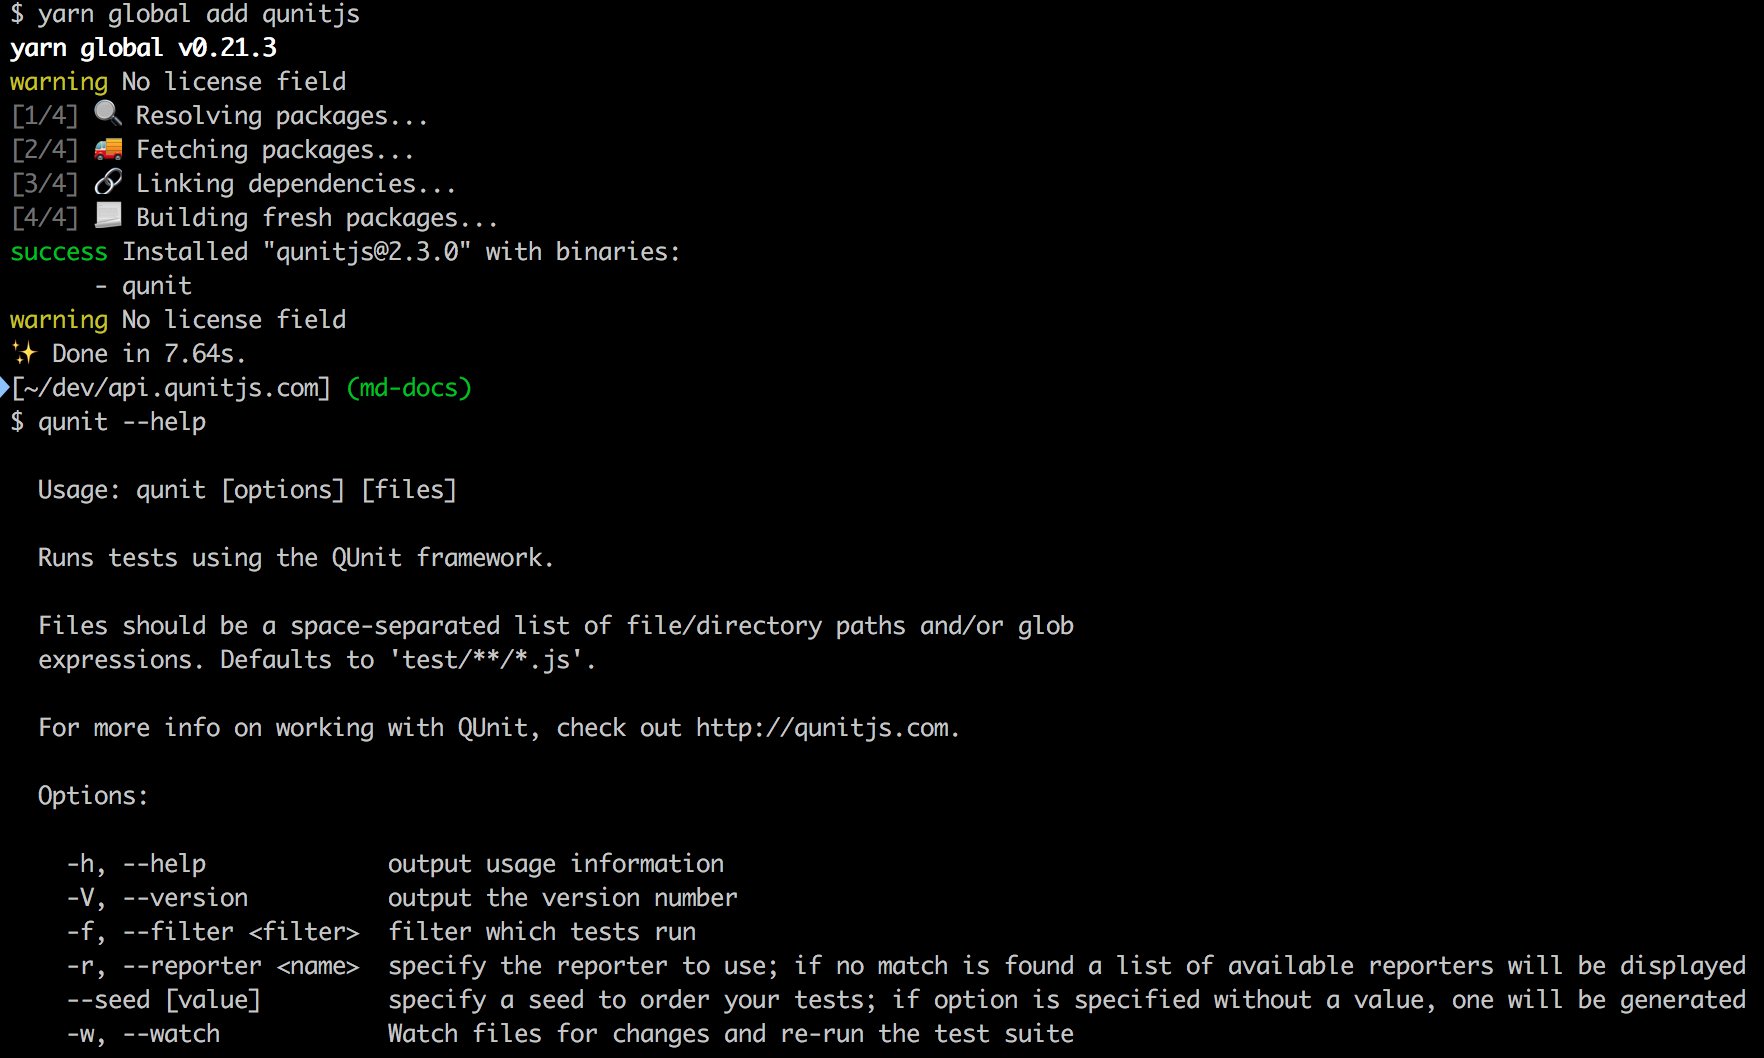 $ yarn global add qunitjs
yarn global v0.21.3
warning No license field
[1/4] 🔍 Resolving packages...
[2/4] 🚚 Fetching packages...
[3/4] 🔗 Linking dependencies...
[4/4] 📃 Building fresh packages...
success Installed "qunitjs@2.3.0" with binaries:
      - qunit
warning No license field
✨ Done in 7.64s.
[~/dev/api.qunitjs.com] (md-docs)
$ qunit --help

  Usage: qunit [options] [files]

  Runs tests using the QUnit framework.

  Files should be a space-separated list of file/directory paths and/or glob
  expressions. Defaults to 'test/**/*.js'.

  For more info on working with QUnit, check out http://qunitjs.com.

  Options:

    -h, --help             output usage information
    -V, --version          output the version number
    -f, --filter <filter>  filter which tests run
    -r, --reporter <name>  specify the reporter to use; if no match is found a list of available reporters will be displayed
    --seed [value]         specify a seed to order your tests; if option is specified without a value, one will be generated
    -w, --watch            Watch files for changes and re-run the test suite